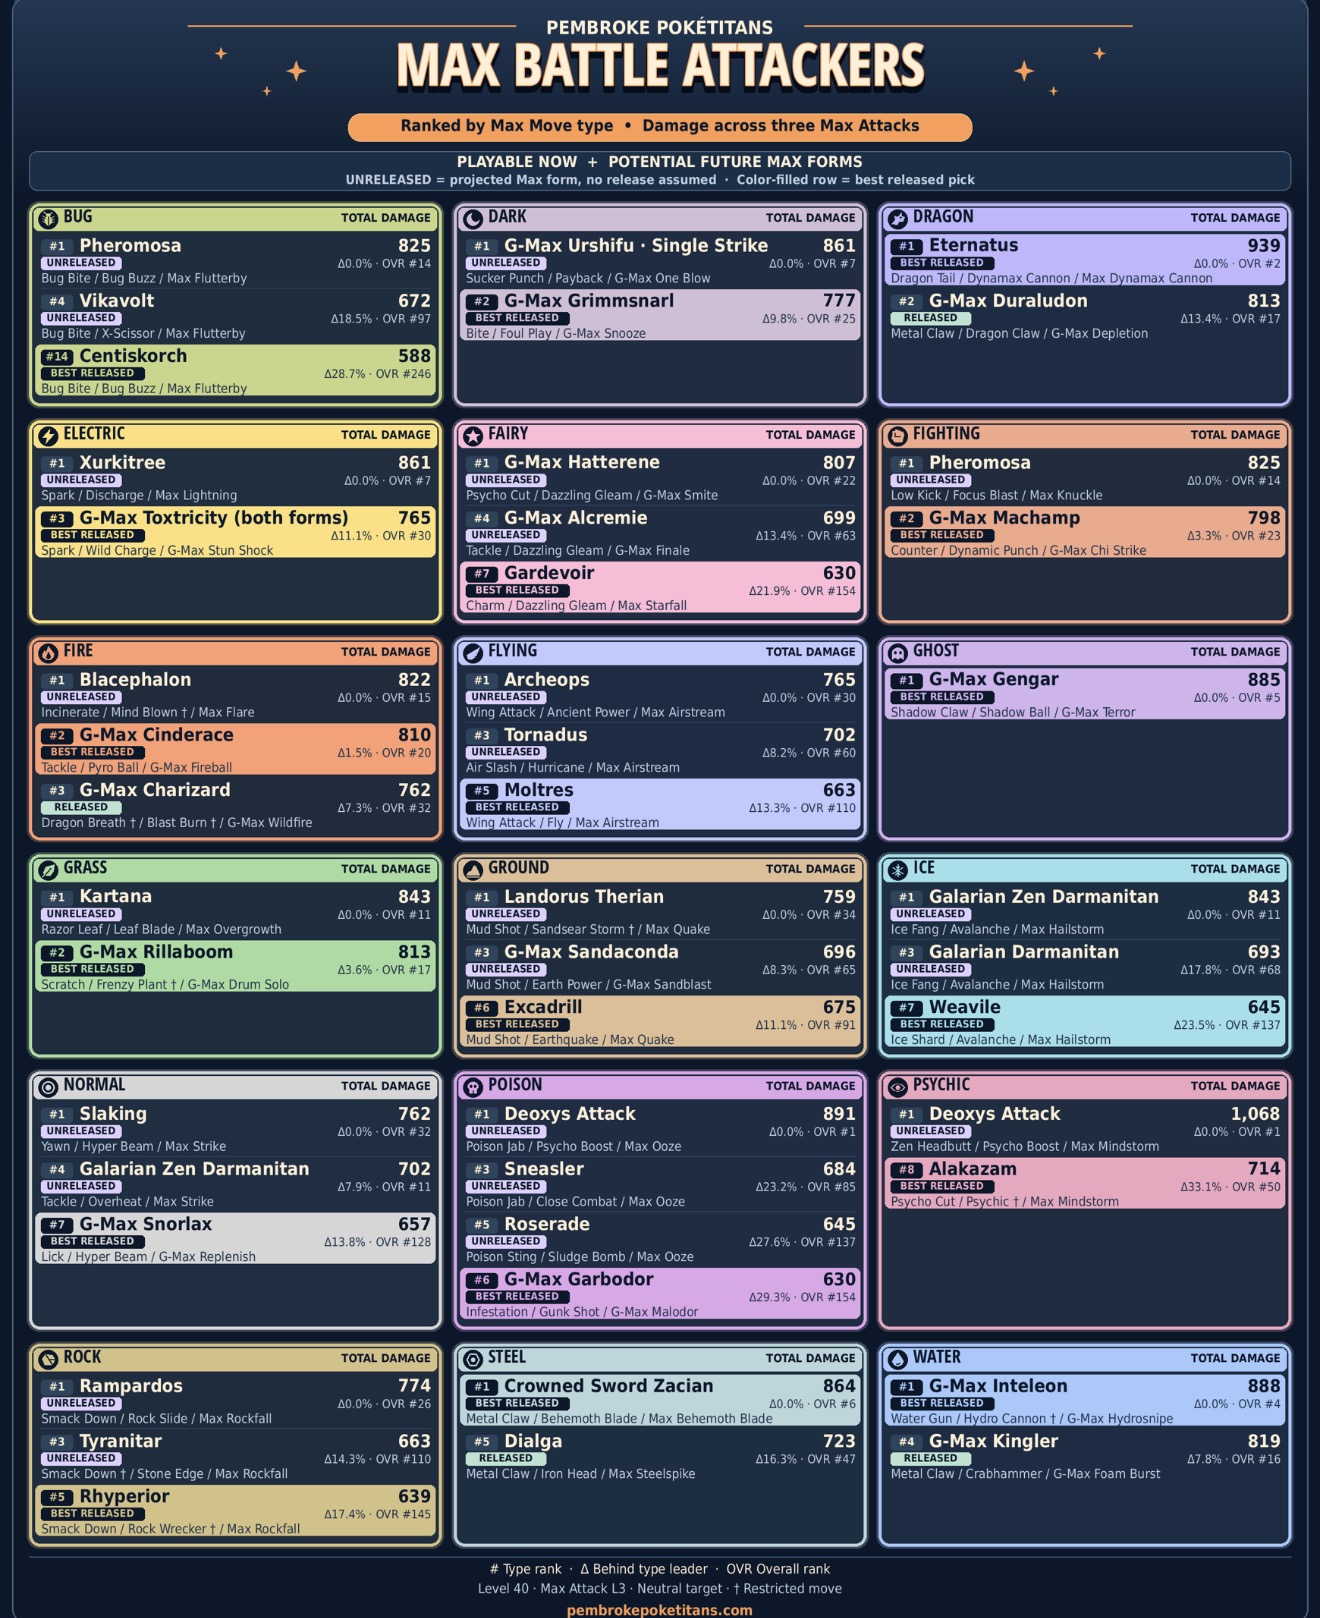 PEMBROKE POKÉTITANS
MAX BATTLE ATTACKERS
Ranked by Max Move type • Damage across three Max Attacks
PLAYABLE NOW + POTENTIAL FUTURE MAX FORMS
UNRELEASED = projected Max form, no release assumed · Color-filled row = best released pick
BUG TOTAL DAMAGE
#1 Pheromosa 825
UNRELEASED Δ0.0% · OVR #14
Bug Bite / Bug Buzz / Max Flutterby
#4 Vikavolt 672
UNRELEASED Δ18.5% · OVR #97
Bug Bite / X-Scissor / Max Flutterby
#14 Centiskorch 588
BEST RELEASED Δ28.7% · OVR #246
Bug Bite / Bug Buzz / Max Flutterby
DARK TOTAL DAMAGE
#1 G-Max Urshifu · Single Strike 861
UNRELEASED Δ0.0% · OVR #7
Sucker Punch / Payback / G-Max One Blow
#2 G-Max Grimmsnarl 777
BEST RELEASED Δ9.8% · OVR #25
Bite / Foul Play / G-Max Snooze
DRAGON TOTAL DAMAGE
#1 Eternatus 939
BEST RELEASED Δ0.0% · OVR #2
Dragon Tail / Dynamax Cannon / Max Dynamax Cannon
#2 G-Max Duraludon 813
RELEASED Δ13.4% · OVR #17
Metal Claw / Dragon Claw / G-Max Depletion
ELECTRIC TOTAL DAMAGE
#1 Xurkitree 861
UNRELEASED Δ0.0% · OVR #7
Spark / Discharge / Max Lightning
#3 G-Max Toxtricity (both forms) 765
BEST RELEASED Δ11.1% · OVR #30
Spark / Wild Charge / G-Max Stun Shock
FAIRY TOTAL DAMAGE
#1 G-Max Hatterene 807
UNRELEASED Δ0.0% · OVR #22
Psycho Cut / Dazzling Gleam / G-Max Smite
#4 G-Max Alcremie 699
UNRELEASED Δ13.4% · OVR #63
Tackle / Dazzling Gleam / G-Max Finale
#7 Gardevoir 630
BEST RELEASED Δ21.9% · OVR #154
Charm / Dazzling Gleam / Max Starfall
FIGHTING TOTAL DAMAGE
#1 Pheromosa 825
UNRELEASED Δ0.0% · OVR #14
Low Kick / Focus Blast / Max Knuckle
#2 G-Max Machamp 798
BEST RELEASED Δ3.3% · OVR #23
Counter / Dynamic Punch / G-Max Chi Strike
FIRE TOTAL DAMAGE
#1 Blacephalon 822
UNRELEASED Δ0.0% · OVR #15
Incinerate / Mind Blown † / Max Flare
#2 G-Max Cinderace 810
BEST RELEASED Δ1.5% · OVR #20
Tackle / Pyro Ball / G-Max Fireball
#3 G-Max Charizard 762
RELEASED Δ7.3% · OVR #32
Dragon Breath † / Blast Burn † / G-Max Wildfire
FLYING TOTAL DAMAGE
#1 Archeops 765
UNRELEASED Δ0.0% · OVR #30
Wing Attack / Ancient Power / Max Airstream
#3 Tornadus 702
UNRELEASED Δ8.2% · OVR #60
Air Slash / Hurricane / Max Airstream
#5 Moltres 663
BEST RELEASED Δ13.3% · OVR #110
Wing Attack / Fly / Max Airstream
GHOST TOTAL DAMAGE
#1 G-Max Gengar 885
BEST RELEASED Δ0.0% · OVR #5
Shadow Claw / Shadow Ball / G-Max Terror
GRASS TOTAL DAMAGE
#1 Kartana 843
UNRELEASED Δ0.0% · OVR #11
Razor Leaf / Leaf Blade / Max Overgrowth
#2 G-Max Rillaboom 813
BEST RELEASED Δ3.6% · OVR #17
Scratch / Frenzy Plant † / G-Max Drum Solo
GROUND TOTAL DAMAGE
#1 Landorus Therian 759
UNRELEASED Δ0.0% · OVR #34
Mud Shot / Sandsear Storm † / Max Quake
#3 G-Max Sandaconda 696
UNRELEASED Δ8.3% · OVR #65
Mud Shot / Earth Power / G-Max Sandblast
#6 Excadrill 675
BEST RELEASED Δ11.1% · OVR #91
Mud Shot / Earthquake / Max Quake
ICE TOTAL DAMAGE
#1 Galarian Zen Darmanitan 843
UNRELEASED Δ0.0% · OVR #11
Ice Fang / Avalanche / Max Hailstorm
#3 Galarian Darmanitan 693
UNRELEASED Δ17.8% · OVR #68
Ice Fang / Avalanche / Max Hailstorm
#7 Weavile 645
BEST RELEASED Δ23.5% · OVR #137
Ice Shard / Avalanche / Max Hailstorm
NORMAL TOTAL DAMAGE
#1 Slaking 762
UNRELEASED Δ0.0% · OVR #32
Yawn / Hyper Beam / Max Strike
#4 Galarian Zen Darmanitan 702
UNRELEASED Δ7.9% · OVR #11
Tackle / Overheat / Max Strike
#7 G-Max Snorlax 657
BEST RELEASED Δ13.8% · OVR #128
Lick / Hyper Beam / G-Max Replenish
POISON TOTAL DAMAGE
#1 Deoxys Attack 891
UNRELEASED Δ0.0% · OVR #1
Poison Jab / Psycho Boost / Max Ooze
#3 Sneasler 684
UNRELEASED Δ23.2% · OVR #85
Poison Jab / Close Combat / Max Ooze
#5 Roserade 645
UNRELEASED Δ27.6% · OVR #137
Poison Sting / Sludge Bomb / Max Ooze
#6 G-Max Garbodor 630
BEST RELEASED Δ29.3% · OVR #154
Infestation / Gunk Shot / G-Max Malodor
PSYCHIC TOTAL DAMAGE
#1 Deoxys Attack 1,068
UNRELEASED Δ0.0% · OVR #1
Zen Headbutt / Psycho Boost / Max Mindstorm
#8 Alakazam 714
BEST RELEASED Δ33.1% · OVR #50
Psycho Cut / Psychic † / Max Mindstorm
ROCK TOTAL DAMAGE
#1 Rampardos 774
UNRELEASED Δ0.0% · OVR #26
Smack Down / Rock Slide / Max Rockfall
#3 Tyranitar 663
UNRELEASED Δ14.3% · OVR #110
Smack Down † / Stone Edge / Max Rockfall
#5 Rhyperior 639
BEST RELEASED Δ17.4% · OVR #145
Smack Down / Rock Wrecker † / Max Rockfall
STEEL TOTAL DAMAGE
#1 Crowned Sword Zacian 864
BEST RELEASED Δ0.0% · OVR #6
Metal Claw / Behemoth Blade / Max Behemoth Blade
#5 Dialga 723
RELEASED Δ16.3% · OVR #47
Metal Claw / Iron Head / Max Steelspike
WATER TOTAL DAMAGE
#1 G-Max Inteleon 888
BEST RELEASED Δ0.0% · OVR #4
Water Gun / Hydro Cannon † / G-Max Hydrosnipe
#4 G-Max Kingler 819
RELEASED Δ7.8% · OVR #16
Metal Claw / Crabhammer / G-Max Foam Burst
# Type rank · Δ Behind type leader · OVR Overall rank
Level 40 · Max Attack L3 · Neutral target · † Restricted move
pembrokepoketitans.com